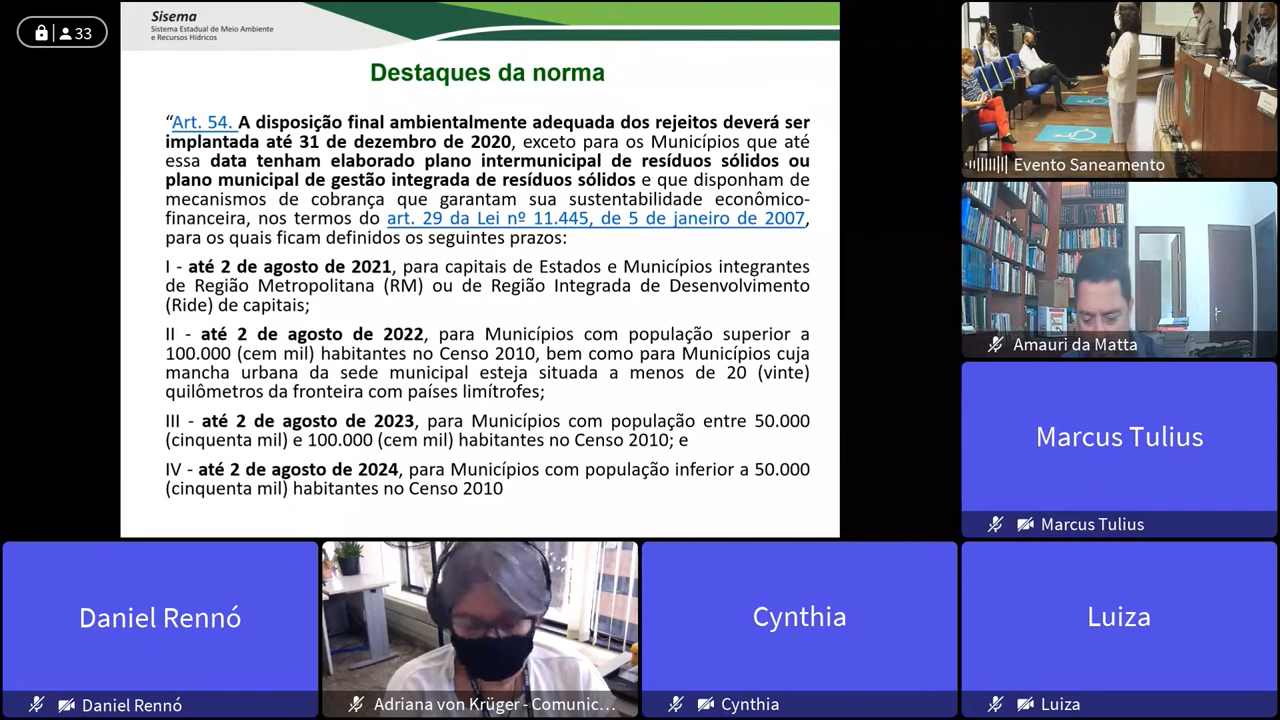 33
Sisema
Sistema Estadual de Meio Ambiente
e Recursos Hídricos
Destaques da norma
“Art. 54. A disposição final ambientalmente adequada dos rejeitos deverá ser
implantada até 31 de dezembro de 2020, exceto para os Municípios que até
essa data tenham elaborado plano intermunicipal de resíduos sólidos ou
plano municipal de gestão integrada de resíduos sólidos e que disponham de
mecanismos de cobrança que garantam sua sustentabilidade econômico-
financeira, nos termos do art. 29 da Lei nº 11.445, de 5 de janeiro de 2007,
para os quais ficam definidos os seguintes prazos:
I - até 2 de agosto de 2021, para capitais de Estados e Municípios integrantes
de Região Metropolitana (RM) ou de Região Integrada de Desenvolvimento
(Ride) de capitais;
II - até 2 de agosto de 2022, para Municípios com população superior a
100.000 (cem mil) habitantes no Censo 2010, bem como para Municípios cuja
mancha urbana da sede municipal esteja situada a menos de 20 (vinte)
quilômetros da fronteira com países limítrofes;
III - até 2 de agosto de 2023, para Municípios com população entre 50.000
(cinquenta mil) e 100.000 (cem mil) habitantes no Censo 2010; e
IV - até 2 de agosto de 2024, para Municípios com população inferior a 50.000
(cinquenta mil) habitantes no Censo 2010
Evento Saneamento
Amauri da Matta
Marcus Tulius
Marcus Tulius
Daniel Rennó
Daniel Rennó
Adriana von Krüger - Comunic...
Cynthia
Cynthia
Luiza
Luiza